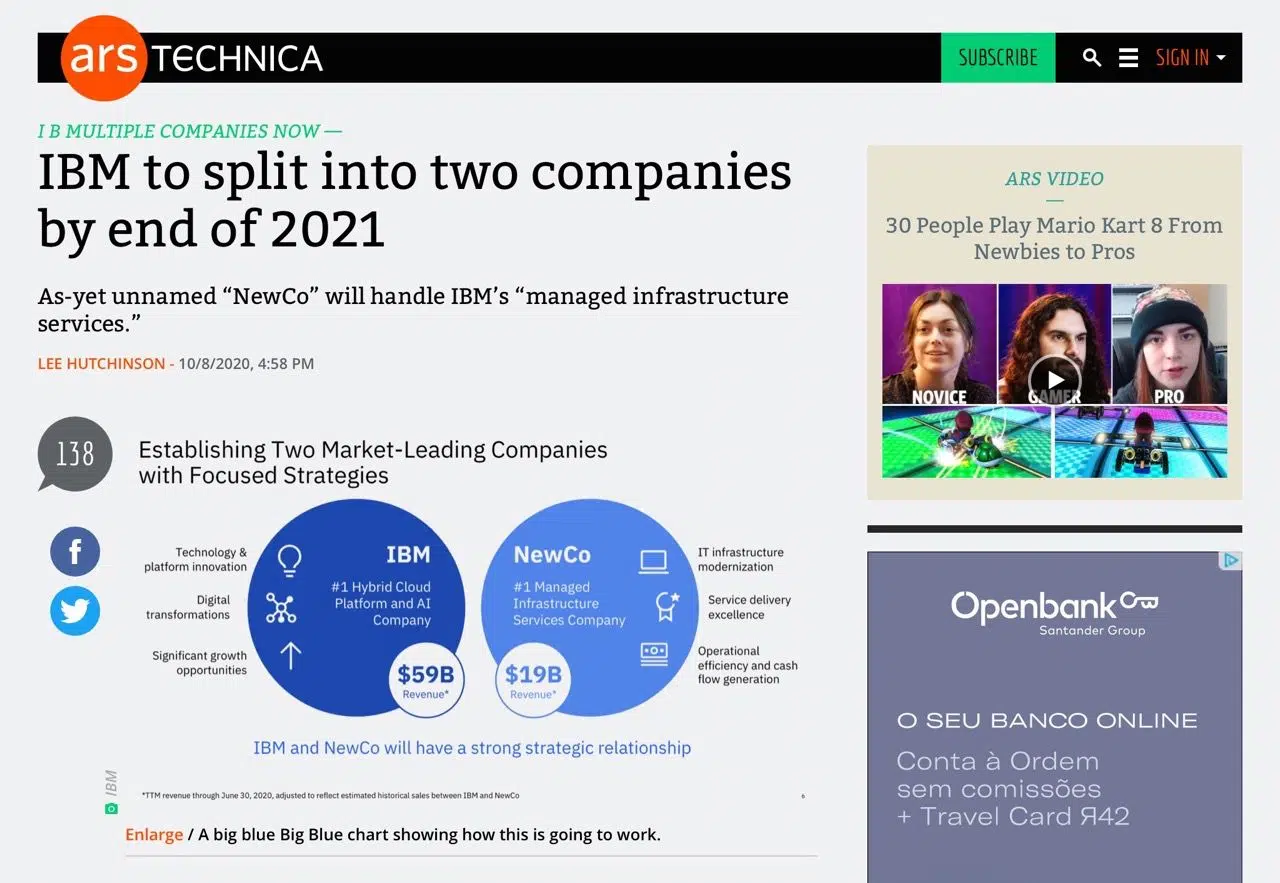 ars TECHNICA
SUBSCRIBE
SIGN IN
I B MULTIPLE COMPANIES NOW —
IBM to split into two companies
by end of 2021
As-yet unnamed “NewCo” will handle IBM’s “managed infrastructure
services.”
LEE HUTCHINSON - 10/8/2020, 4:58 PM
138
Establishing Two Market-Leading Companies
with Focused Strategies
Technology &
platform innovation
Digital
transformations
Significant growth
opportunities
IBM
#1 Hybrid Cloud
Platform and AI
Company
$59B
Revenue*
NewCo
#1 Managed
Infrastructure
Services Company
$19B
Revenue*
IT infrastructure
modernization
Service delivery
excellence
Operational
efficiency and cash
flow generation
IBM and NewCo will have a strong strategic relationship
*TTM revenue through June 30, 2020, adjusted to reflect estimated historical sales between IBM and NewCo
6
IBM
Enlarge / A big blue Big Blue chart showing how this is going to work.
ARS VIDEO
—
30 People Play Mario Kart 8 From
Newbies to Pros
NOVICE
GAMER
PRO
Openbank
Santander Group
O SEU BANCO ONLINE
Conta à Ordem
sem comissões
+ Travel Card Я42